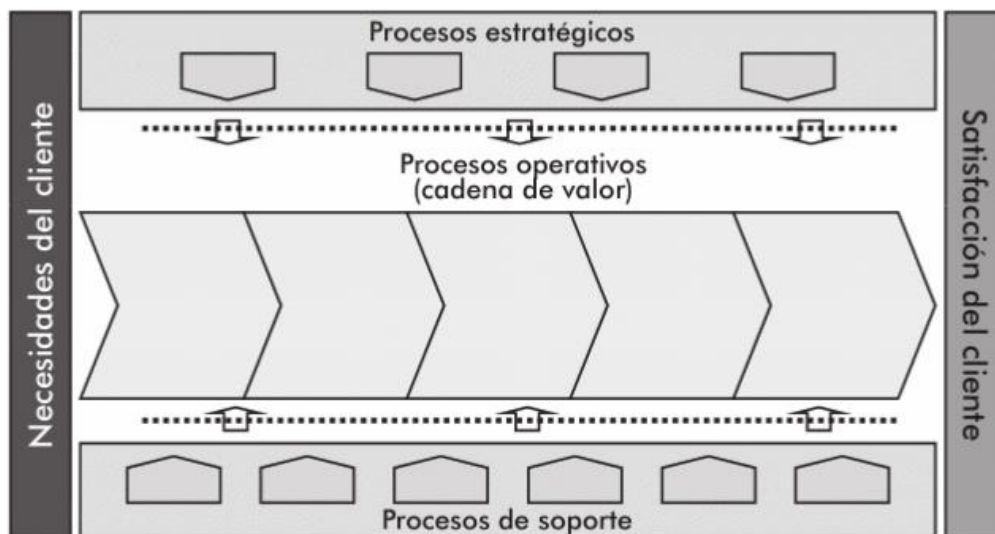 Necesidades del cliente
Procesos estratégicos
Procesos operativos
(cadena de valor)
Procesos de soporte
Satisfacción del cliente